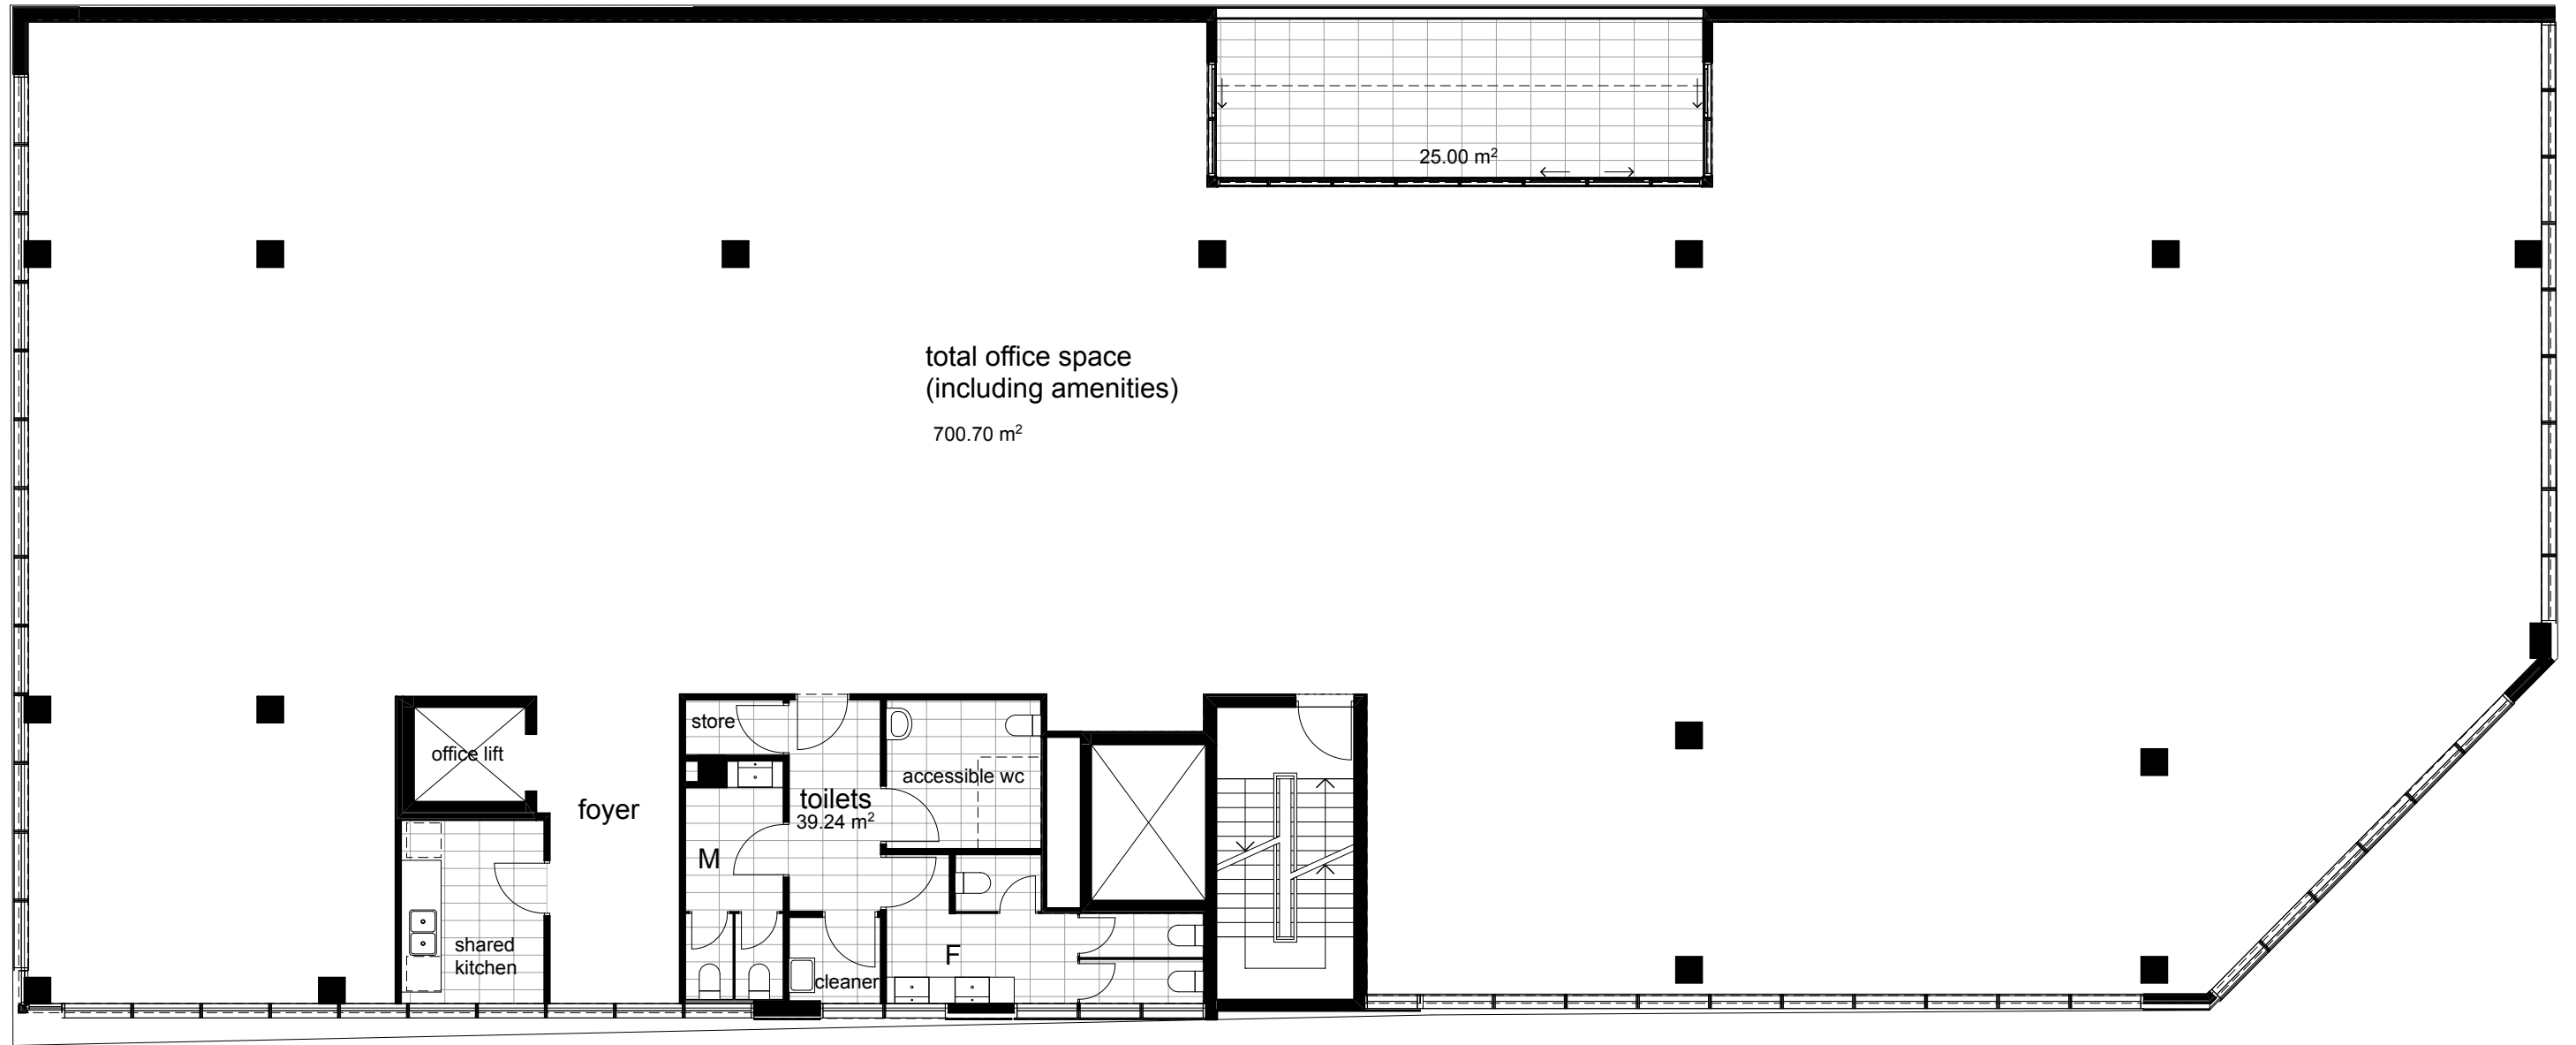 25.00 m²
total office space
(including amenities)
700.70 m²
store
office lift
accessible wc
foyer
toilets
39.24 m²
M
shared
kitchen
F
cleaner